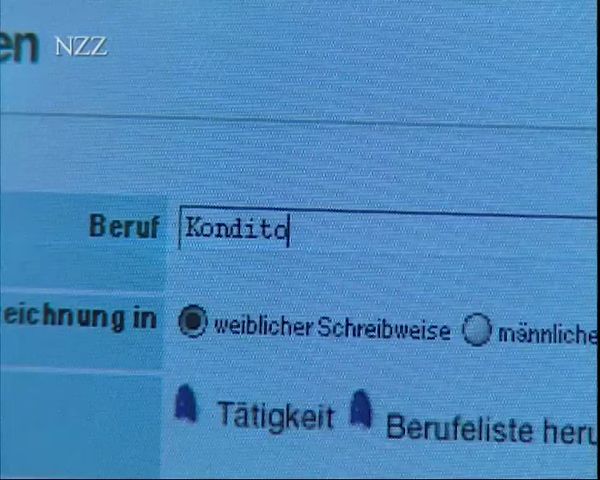 en NZZ
Beruf Kondito
eichnung in weiblicher Schreibweise männliche
Tätigkeit Berufeliste heru